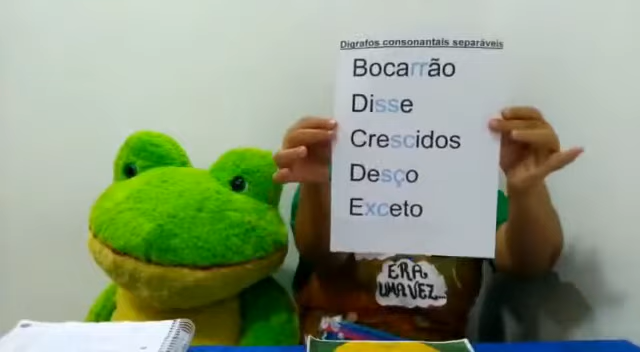 Dígrafos consonantais separáveis
Bocarrão
Disse
Crescidos
Desço
Exceto
ERA
UMA VEZ...